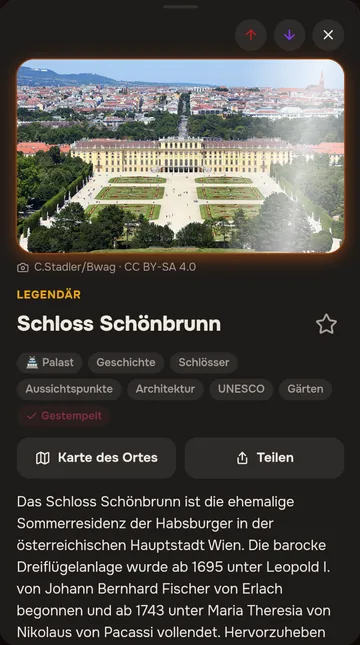 C.Stadler/Bwag · CC BY-SA 4.0
LEGENDÄR
Schloss Schönbrunn
Palast Geschichte Schlösser
Aussichtspunkte Architektur UNESCO Gärten
Gestempelt
Karte des Ortes Teilen
Das Schloss Schönbrunn ist die ehemalige
Sommerresidenz der Habsburger in der
österreichischen Hauptstadt Wien. Die barocke
Dreiflügelanlage wurde ab 1695 unter Leopold I.
von Johann Bernhard Fischer von Erlach
begonnen und ab 1743 unter Maria Theresia von
Nikolaus von Pacassi vollendet. Hervorzuheben